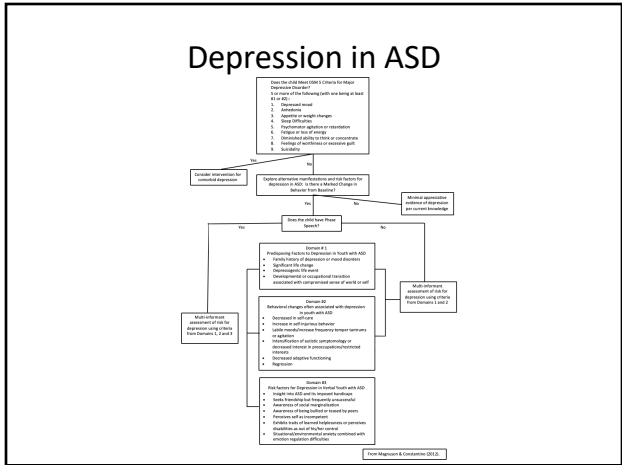 Depression in ASD
Does the child Meet DSM 5 Criteria for Major
Depressive Disorder?
5 or more of the following (with one being at least
#1 or #2) :
1. Depressed mood
2. Anhedonia
3. Appetite or weight changes
4. Sleep Difficulties
5. Psychomotor agitation or retardation
6. Fatigue or loss of energy
7. Diminished ability to think or concentrate
8. Feelings of worthless or excessive guilt
9. Suicidality
Yes
No
Consider intervention for
comorbid depression
Explore alternative manifestations and risk factors for
depression in ASD: Is there a Marked Change in
Behavior from Baseline?
Yes
No
Minimal appreciative
evidence of depression
per current knowledge
Does the child have Phase
Speech?
Yes
No
Domain # 1
Predisposing Factors to Depression in Youth with ASD
• Family history of depression or mood disorders
• Significant life change
• Depressogenic life event
• Developmental or occupational transition
associated with compromised sense of world or self
Multi-informant
assessment of risk for
depression using criteria
from Domains 1 and 2
Multi-informant
assessment of risk for
depression using criteria
from Domains 1, 2 and 3
Domain #2
Behavioral changes often associated with depression
in youth with ASD
• Decreased in self-care
• Increase in self-injurious behavior
• Labile moods/increase frequency temper tantrums
or agitation
• Intensification of autistic symptomology or
decreased interest in preoccupations/restricted
interests
• Decreased adaptive functioning
• Regression
Domain #3
Risk factors for Depression in Verbal Youth with ASD
• Insight into ASD and its imposed handicaps
• Seeks friendship but frequently unsuccessful
• Awareness of social marginalization
• Awareness of being bullied or teased by peers
• Perceives self as incompetent
• Exhibits traits of learned helplessness or perceives
disabilities as out of his/her control
• Situational/environmental anxiety combined with
emotion regulation difficulties
From Magnuson & Constantino (2012).